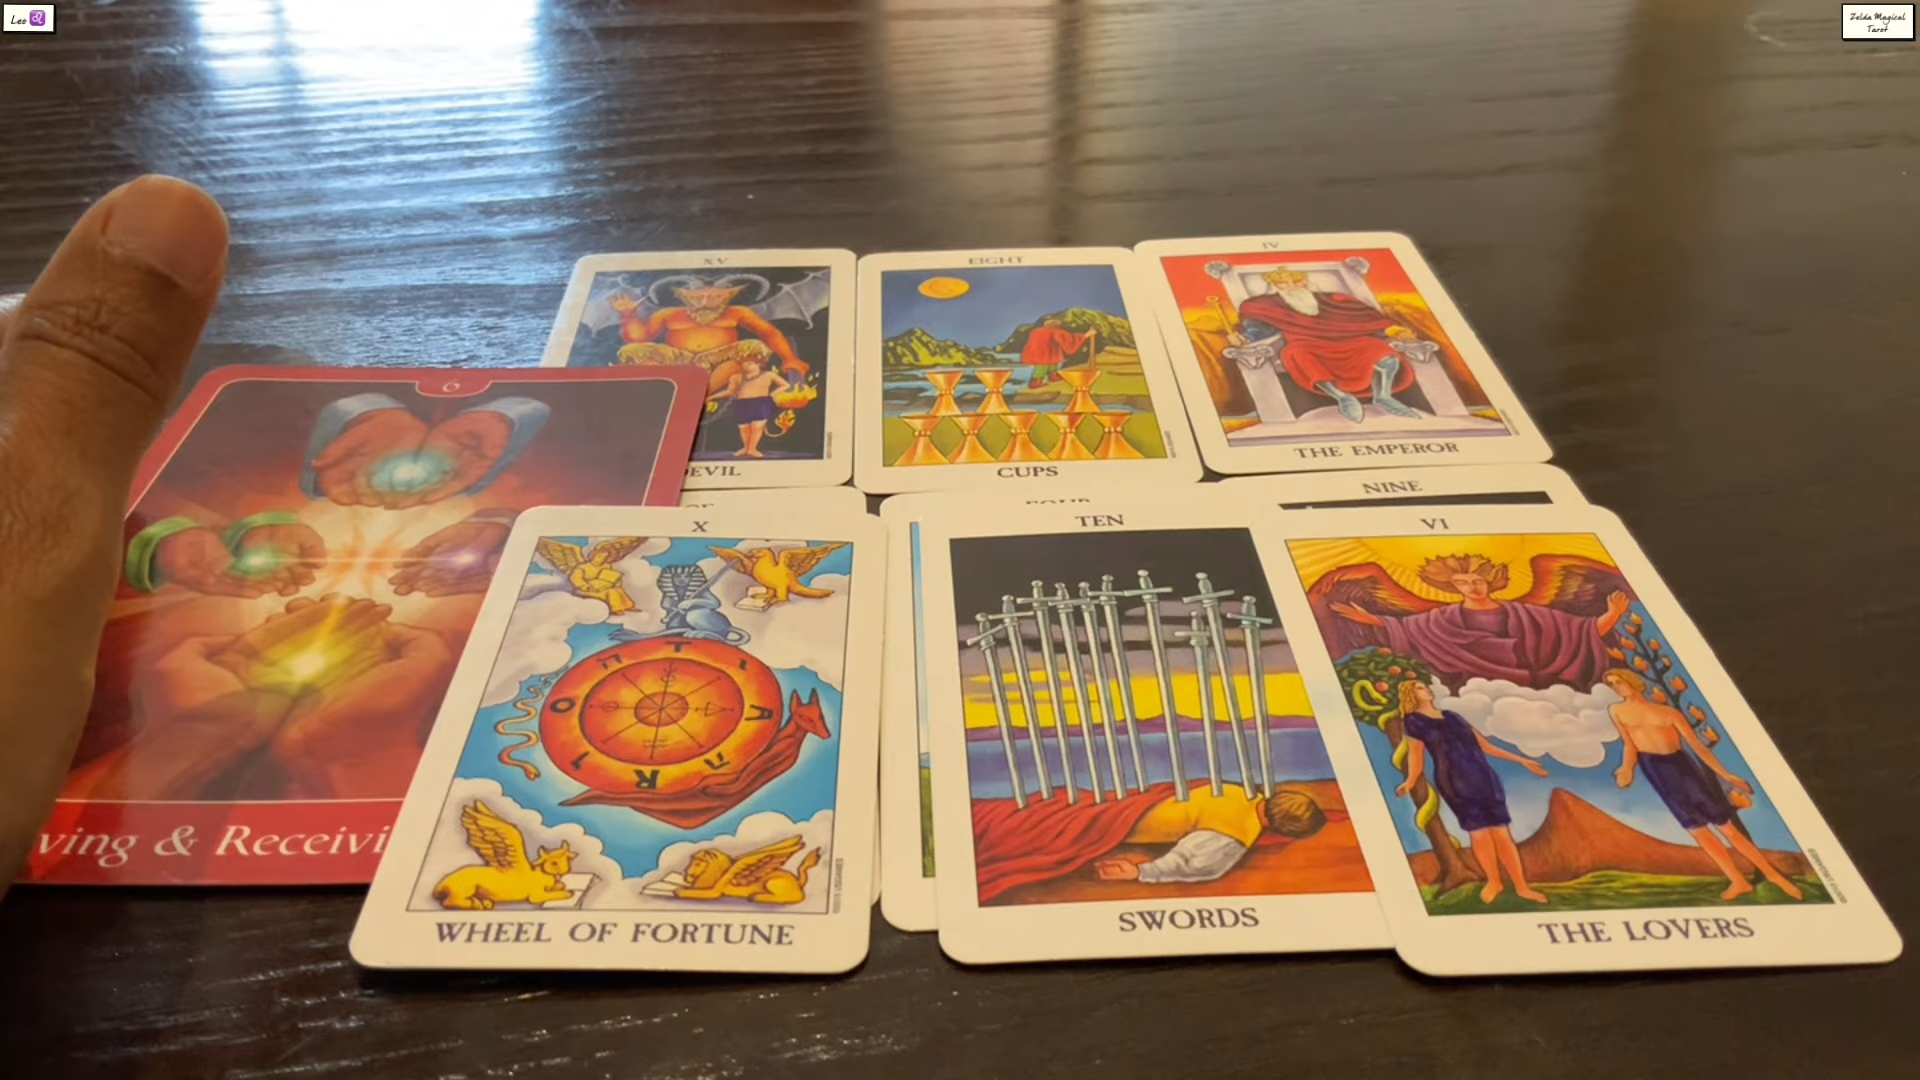 Leo ♌
Zelda Magical
Tarot
XV
EIGHT
IV
EVIL
CUPS
THE EMPEROR
6
NINE
X
TEN
VI
ving & Receivi
WHEEL OF FORTUNE
SWORDS
THE LOVERS